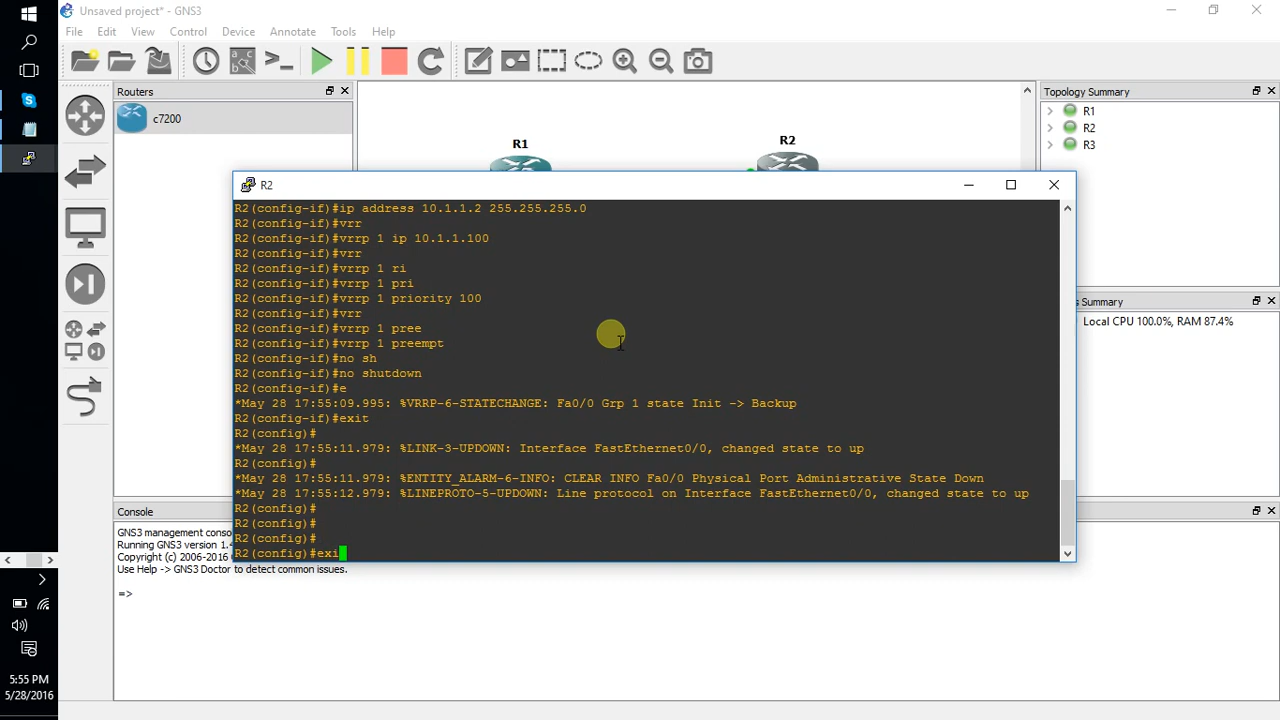 Unsaved project* - GNS3
File Edit View Control Device Annotate Tools Help
Routers
c7200
R1
R2
Topology Summary
R1
R2
R3
R2
R2(config-if)#ip address 10.1.1.2 255.255.255.0
R2(config-if)#vrr
R2(config-if)#vrrp 1 ip 10.1.1.100
R2(config-if)#vrr
R2(config-if)#vrrp 1 ri
R2(config-if)#vrrp 1 pri
R2(config-if)#vrrp 1 priority 100
R2(config-if)#vrr
R2(config-if)#vrrp 1 pree
R2(config-if)#vrrp 1 preempt
R2(config-if)#no sh
R2(config-if)#no shutdown
R2(config-if)#e
*May 28 17:55:09.995: %VRRP-6-STATECHANGE: Fa0/0 Grp 1 state Init -> Backup
R2(config-if)#exit
R2(config)#
*May 28 17:55:11.979: %LINK-3-UPDOWN: Interface FastEthernet0/0, changed state to up
R2(config)#
*May 28 17:55:11.979: %ENTITY_ALARM-6-INFO: CLEAR INFO Fa0/0 Physical Port Administrative State Down
*May 28 17:55:12.979: %LINEPROTO-5-UPDOWN: Line protocol on Interface FastEthernet0/0, changed state to up
R2(config)#
R2(config)#
R2(config)#
R2(config)#exi
s Summary
Local CPU 100.0%, RAM 87.4%
Console
GNS3 management conso
Running GNS3 version 1.4
Copyright (c) 2006-2016
Use Help -> GNS3 Doctor to detect common issues.
=>
5:55 PM
5/28/2016